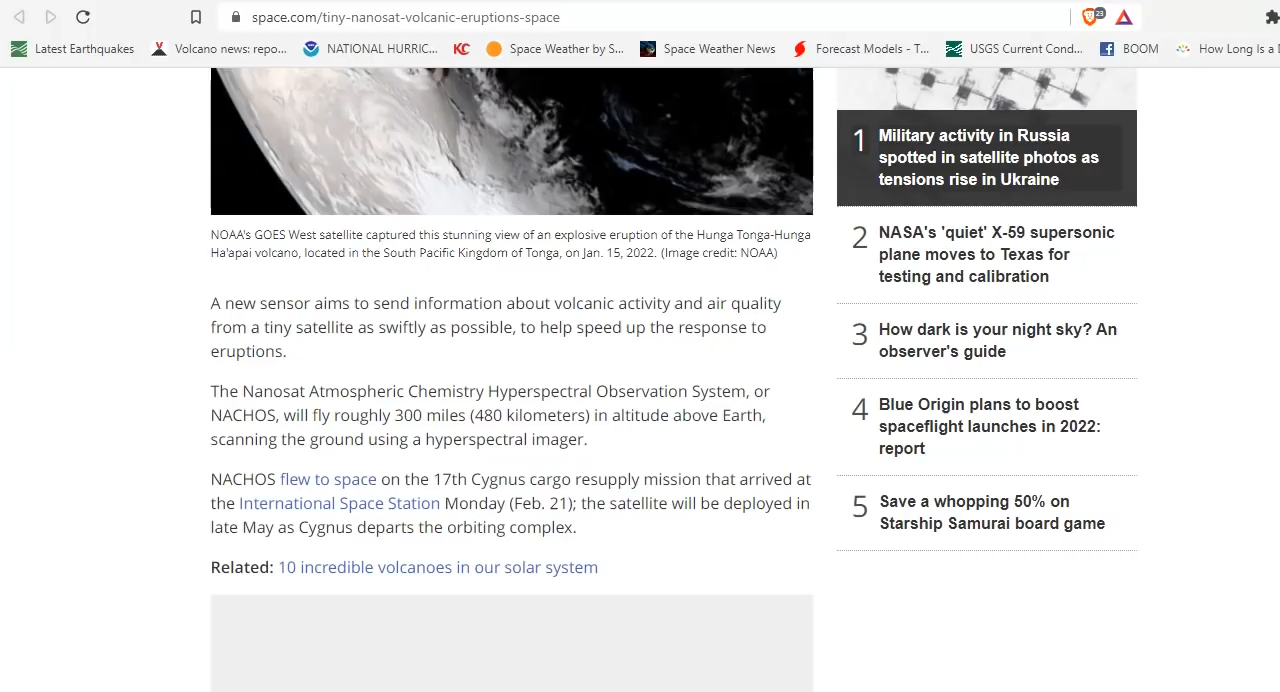 space.com/tiny-nanosat-volcanic-eruptions-space
23
Latest Earthquakes
Volcano news: repo...
NATIONAL HURRIC...
KC
Space Weather by S...
Space Weather News
Forecast Models - T...
USGS Current Cond...
BOOM
How Long Is a D
NOAA's GOES West satellite captured this stunning view of an explosive eruption of the Hunga Tonga-Hunga
Ha'apai volcano, located in the South Pacific Kingdom of Tonga, on Jan. 15, 2022. (Image credit: NOAA)
A new sensor aims to send information about volcanic activity and air quality
from a tiny satellite as swiftly as possible, to help speed up the response to
eruptions.
The Nanosat Atmospheric Chemistry Hyperspectral Observation System, or
NACHOS, will fly roughly 300 miles (480 kilometers) in altitude above Earth,
scanning the ground using a hyperspectral imager.
NACHOS flew to space on the 17th Cygnus cargo resupply mission that arrived at
the International Space Station Monday (Feb. 21); the satellite will be deployed in
late May as Cygnus departs the orbiting complex.
Related: 10 incredible volcanoes in our solar system
1 Military activity in Russia
spotted in satellite photos as
tensions rise in Ukraine
2 NASA's 'quiet' X-59 supersonic
plane moves to Texas for
testing and calibration
3 How dark is your night sky? An
observer's guide
4 Blue Origin plans to boost
spaceflight launches in 2022:
report
5 Save a whopping 50% on
Starship Samurai board game